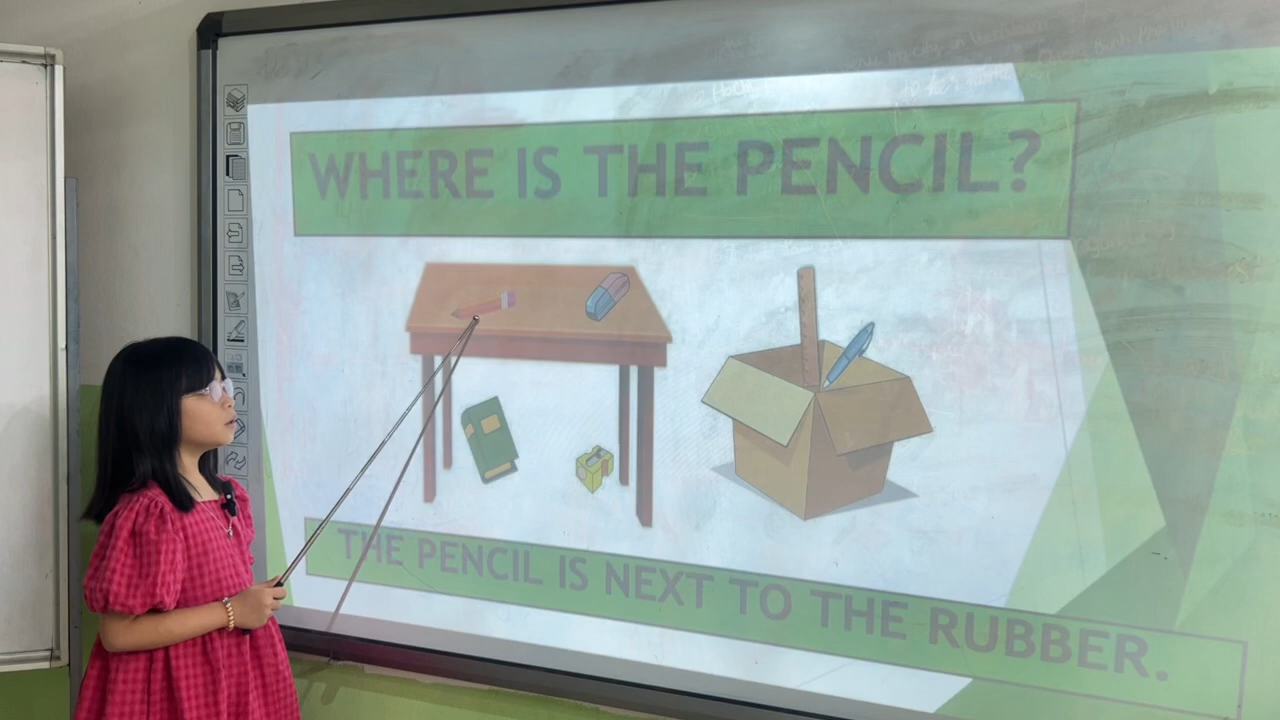 WHERE IS THE PENCIL?
THE PENCIL IS NEXT TO THE RUBBER.